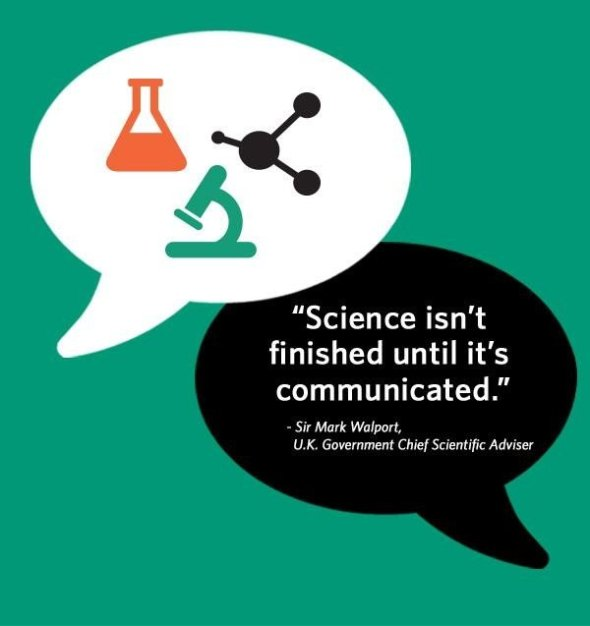 “Science isn’t
finished until it’s
communicated.”
- Sir Mark Walport,
U.K. Government Chief Scientific Adviser